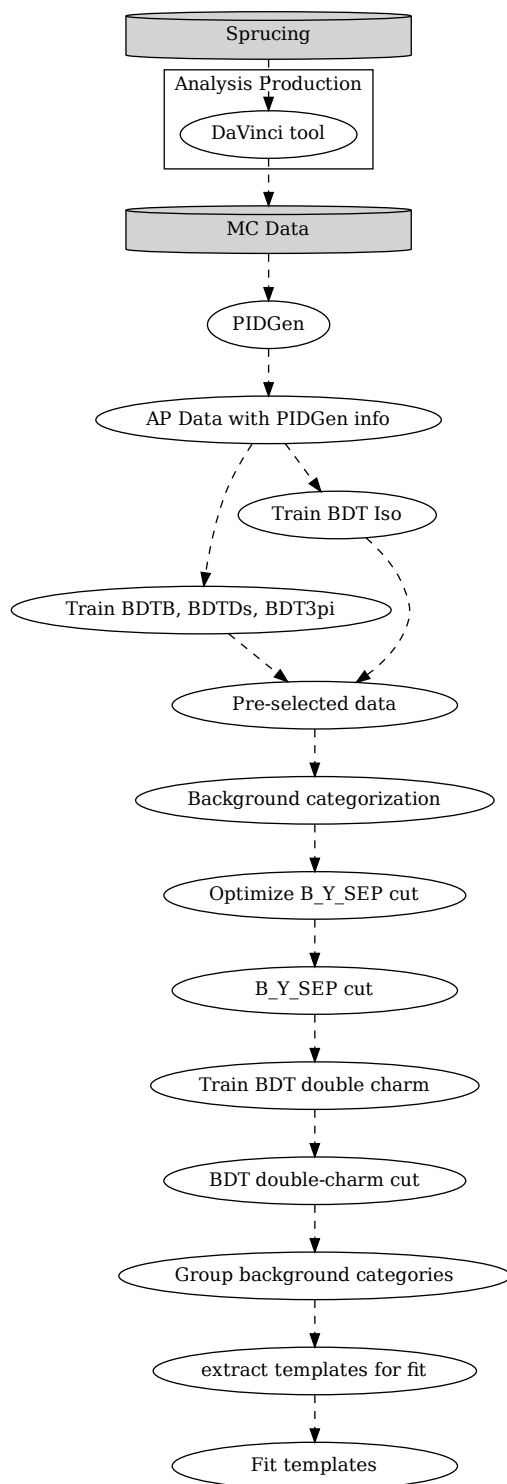 Sprucing
Analysis Production
DaVinci tool
MC Data
PIDGen
AP Data with PIDGen info
Train BDT Iso
Train BDTB, BDTDs, BDT3pi
Pre-selected data
Background categorization
Optimize B_Y_SEP cut
B_Y_SEP cut
Train BDT double charm
BDT double-charm cut
Group background categories
extract templates for fit
Fit templates